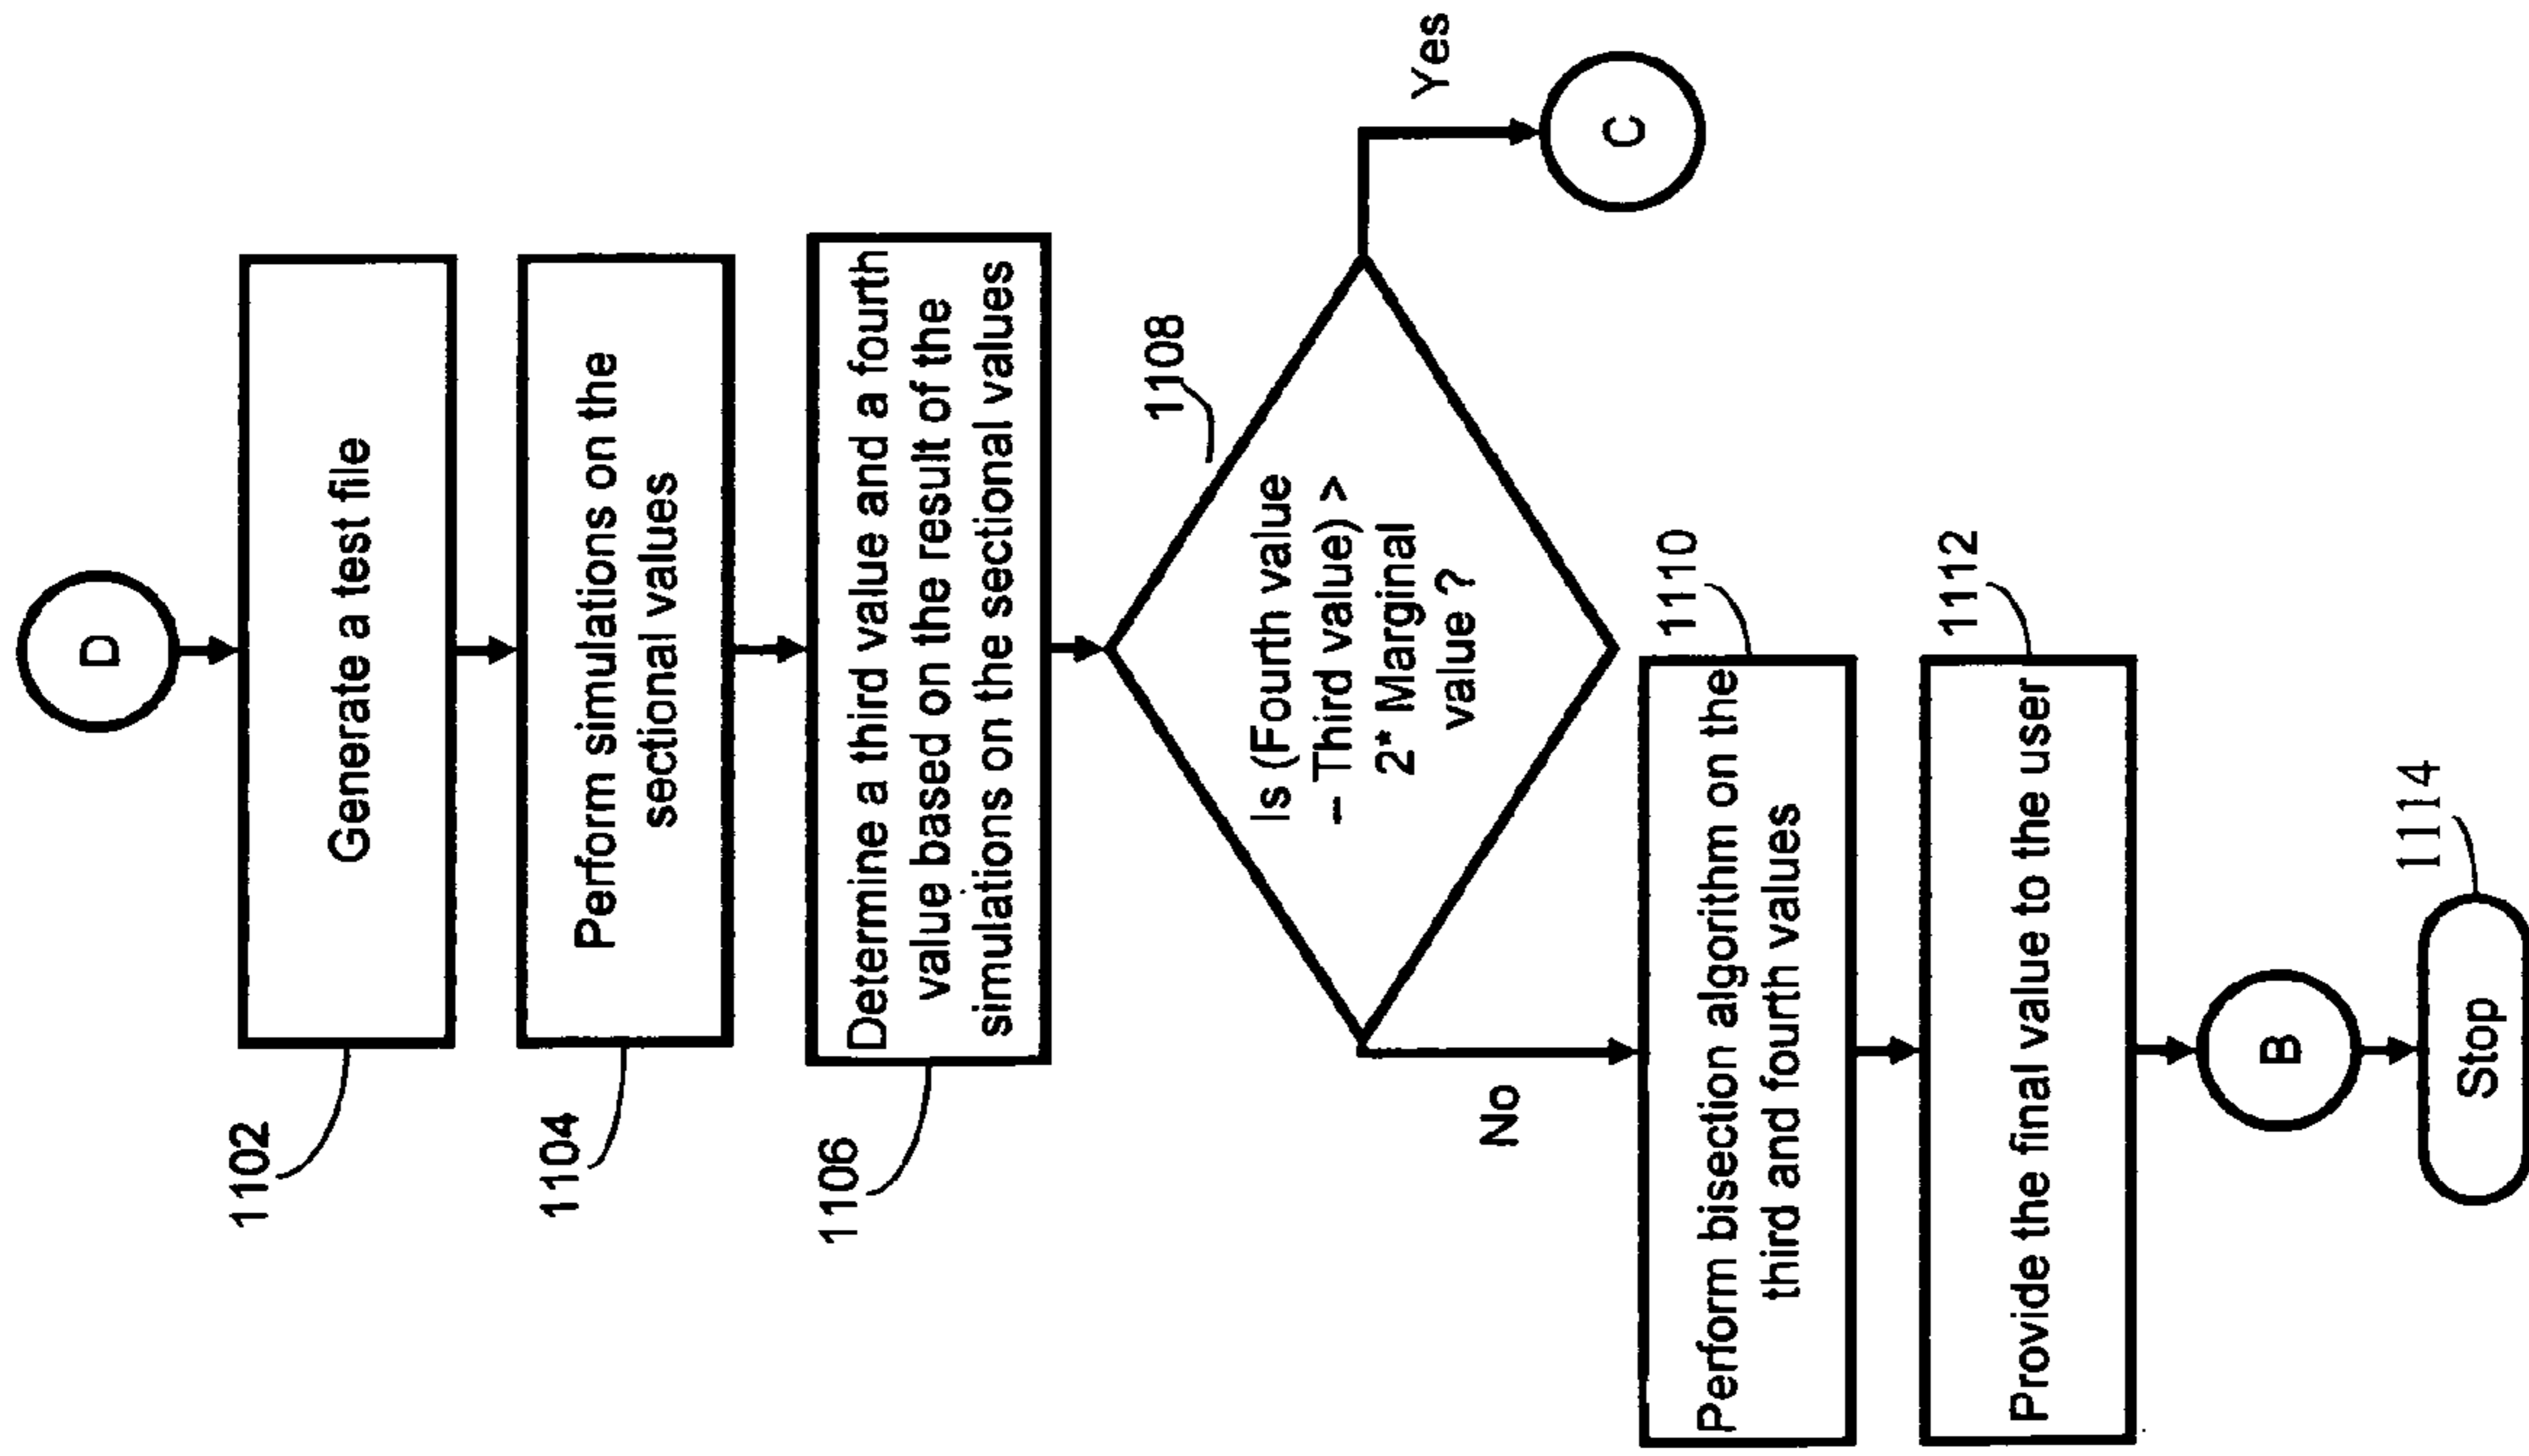 D
1102
Generate a test file
1104
Perform simulations on the
sectional values
1106
Determine a third value and a fourth
value based on the result of the
simulations on the sectional values
1108
Is (Fourth value
– Third value) >
2* Marginal
value ?
Yes
C
No
1110
Perform bisection algorithm on the
third and fourth values
1112
Provide the final value to the user
B
1114
Stop